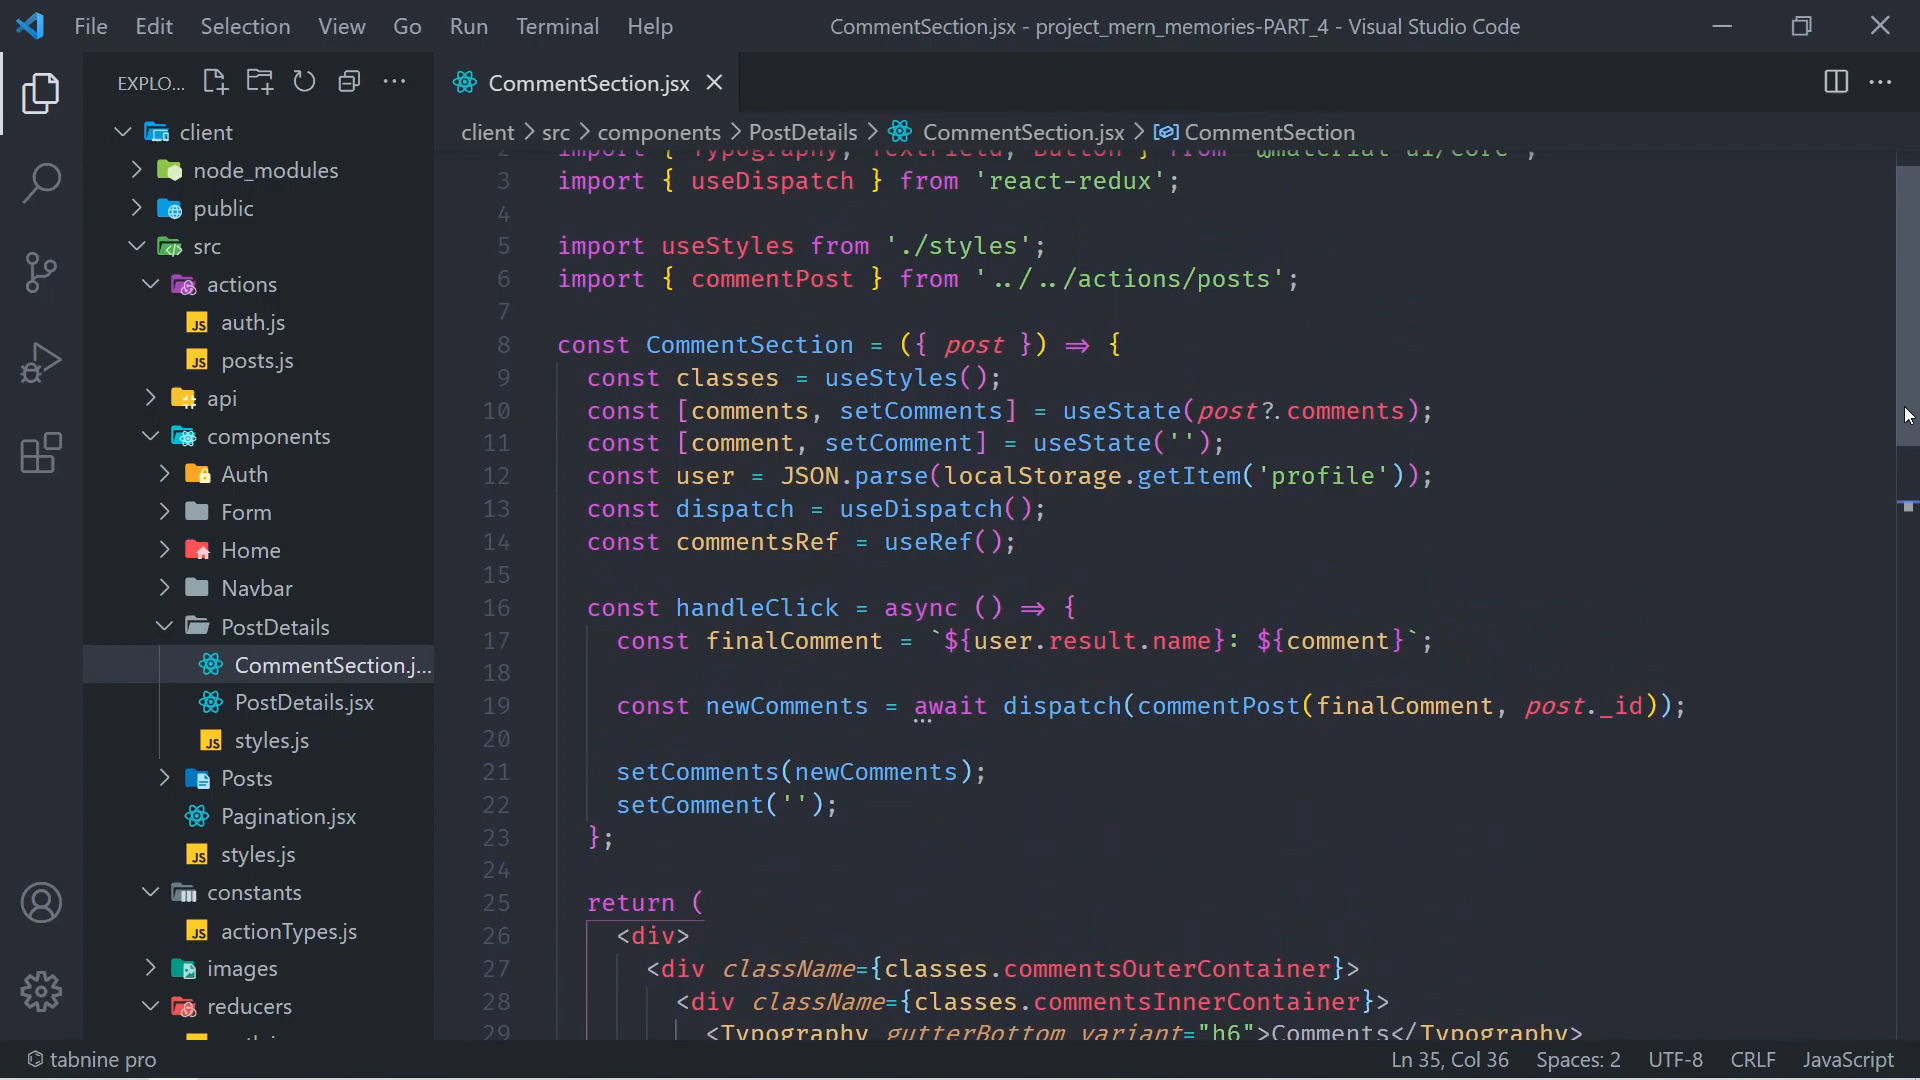 File Edit Selection View Go Run Terminal Help
CommentSection.jsx - project_mern_memories-PART_4 - Visual Studio Code
EXPLO...
client
node_modules
public
src
actions
auth.js
posts.js
api
components
Auth
Form
Home
Navbar
PostDetails
CommentSection.j...
PostDetails.jsx
styles.js
Posts
Pagination.jsx
styles.js
constants
actionTypes.js
images
reducers
CommentSection.jsx
client > src > components > PostDetails > CommentSection.jsx > CommentSection
2 import { Typography, TextField, Button } from '@material-ui/core';
3 import { useDispatch } from 'react-redux';
4
5 import useStyles from './styles';
6 import { commentPost } from '../../actions/posts';
7
8 const CommentSection = ({ post }) => {
9 const classes = useStyles();
10 const [comments, setComments] = useState(post?.comments);
11 const [comment, setComment] = useState('');
12 const user = JSON.parse(localStorage.getItem('profile'));
13 const dispatch = useDispatch();
14 const commentsRef = useRef();
15
16 const handleClick = async () => {
17 const finalComment = `${user.result.name}: ${comment}`;
18
19 const newComments = await dispatch(commentPost(finalComment, post._id));
20
21 setComments(newComments);
22 setComment('');
23 };
24
25 return (
26 <div>
27 <div className={classes.commentsOuterContainer}>
28 <div className={classes.commentsInnerContainer}>
29 <Typography gutterBottom variant="h6">Comments</Typography>
tabnine pro
Ln 35, Col 36 Spaces: 2 UTF-8 CRLF JavaScript